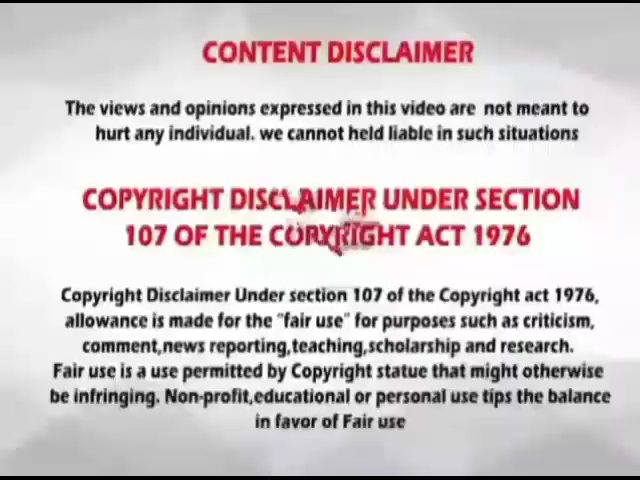 CONTENT DISCLAIMER
The views and opinions expressed in this video are not meant to
hurt any individual. we cannot held liable in such situations
COPYRIGHT DISCLAIMER UNDER SECTION
107 OF THE COPYRIGHT ACT 1976
Copyright Disclaimer Under section 107 of the Copyright act 1976,
allowance is made for the "fair use" for purposes such as criticism,
comment,news reporting,teaching,scholarship and research.
Fair use is a use permitted by Copyright statue that might otherwise
be infringing. Non-profit,educational or personal use tips the balance
in favor of Fair use